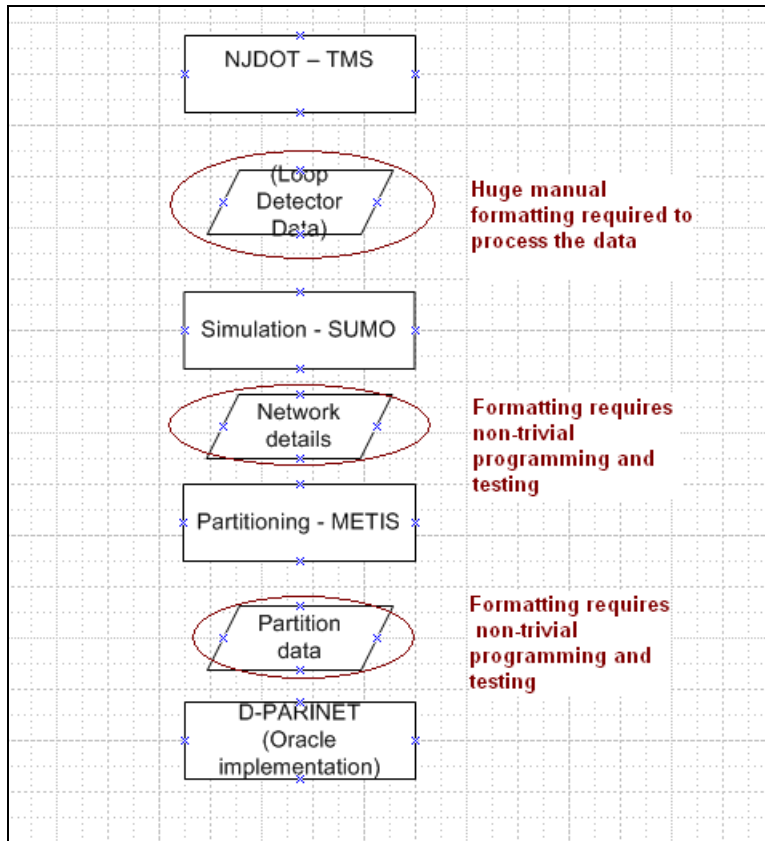 NJDOT – TMS
(Loop
Detector
Data)
Huge manual
formatting required to
process the data
Simulation - SUMO
Network
details
Formatting requires
non-trivial
programming and
testing
Partitioning - METIS
Partition
data
Formatting requires
non-trivial
programming and
testing
D-PARINET
(Oracle
implementation)